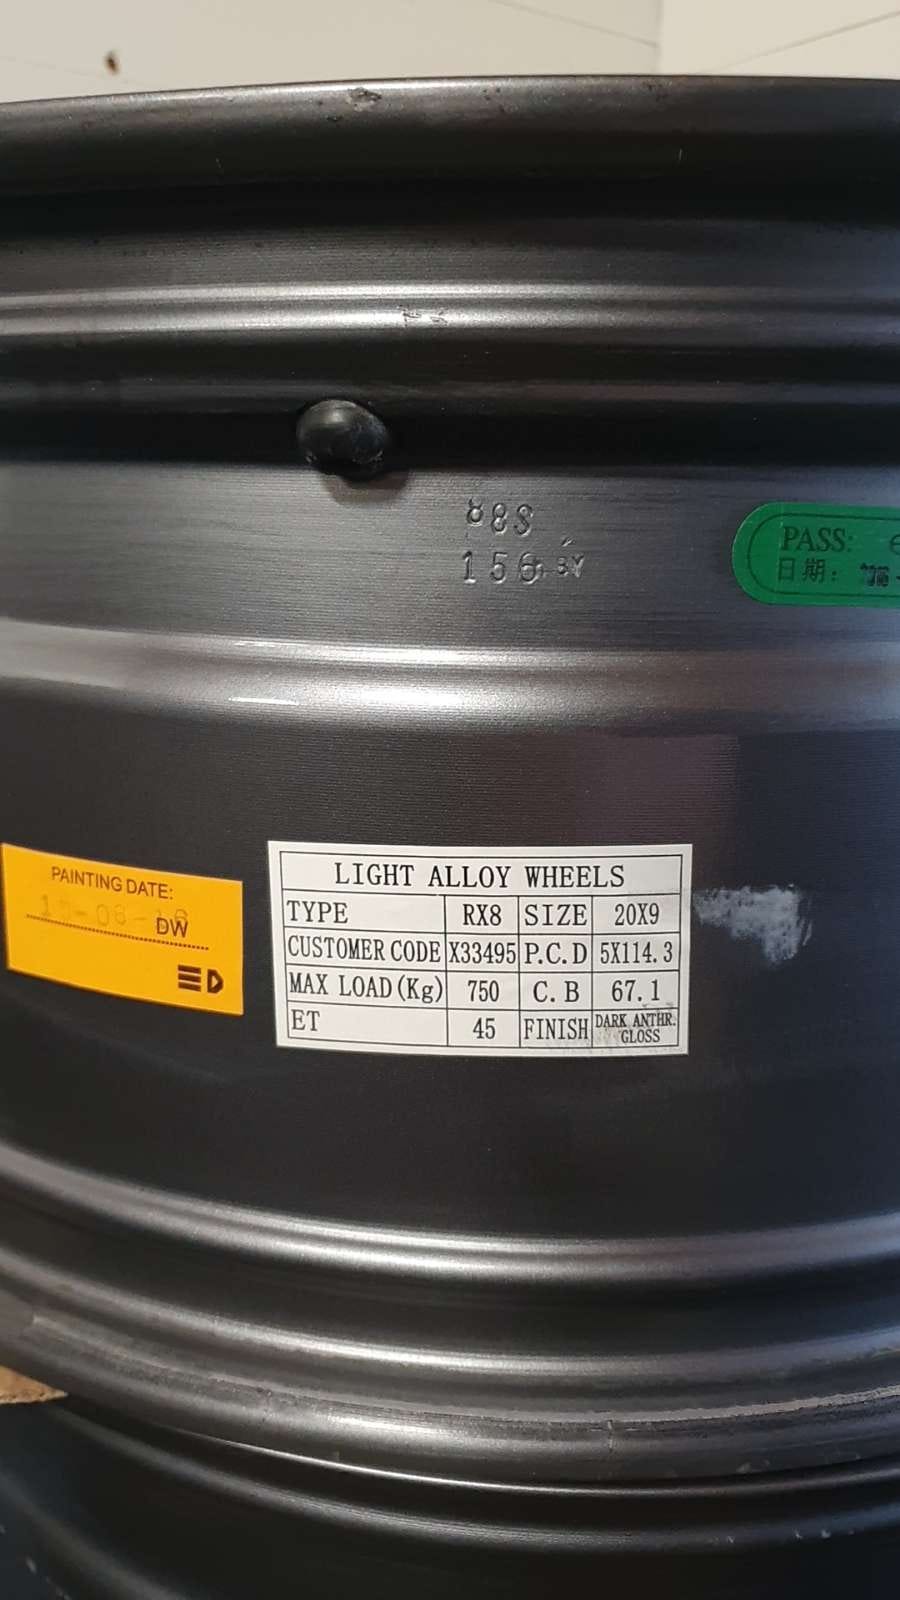 88S
156
PASS:
日期:
PAINTING DATE:
DW
LIGHT ALLOY WHEELS
TYPE RX8 SIZE 20X9
CUSTOMER CODE X33495 P.C.D 5X114.3
MAX LOAD(Kg) 750 C.B 67.1
ET 45 FINISH DARK ANTHR. GLOSS